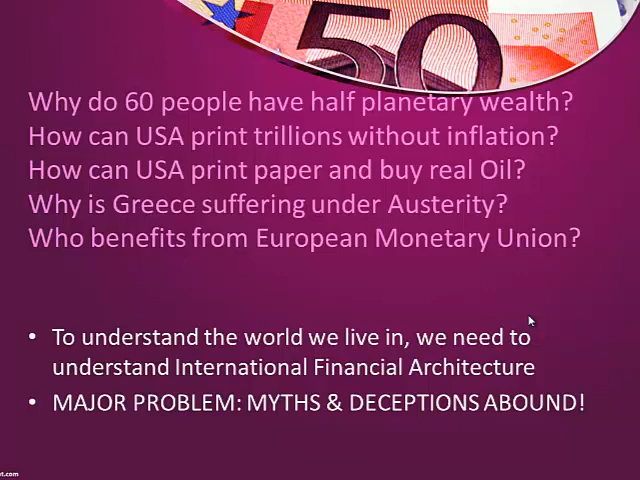 50
Why do 60 people have half planetary wealth?
How can USA print trillions without inflation?
How can USA print paper and buy real Oil?
Why is Greece suffering under Austerity?
Who benefits from European Monetary Union?
• To understand the world we live in, we need to
understand International Financial Architecture
• MAJOR PROBLEM: MYTHS & DECEPTIONS ABOUND!
t.com